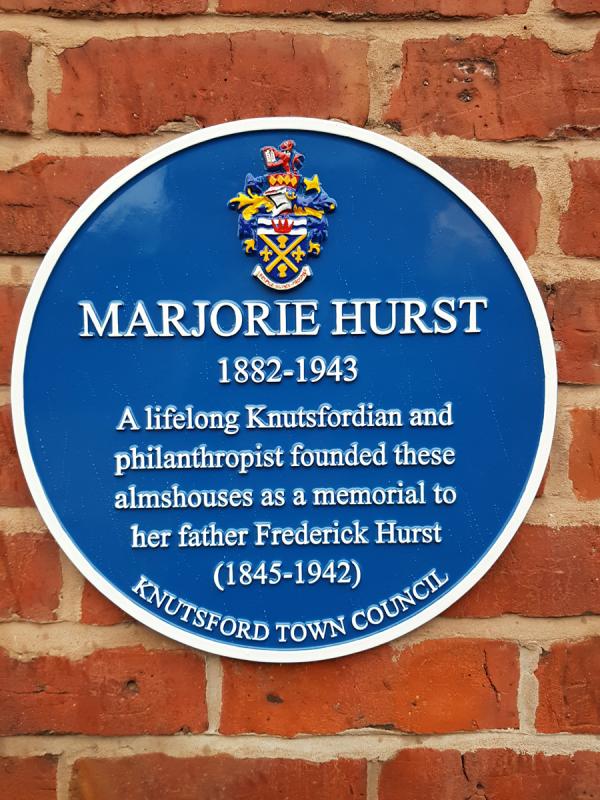 MARJORIE HURST
1882-1943
A lifelong Knutsfordian and
philanthropist founded these
almshouses as a memorial to
her father Frederick Hurst
(1845-1942)
KNUTSFORD TOWN COUNCIL